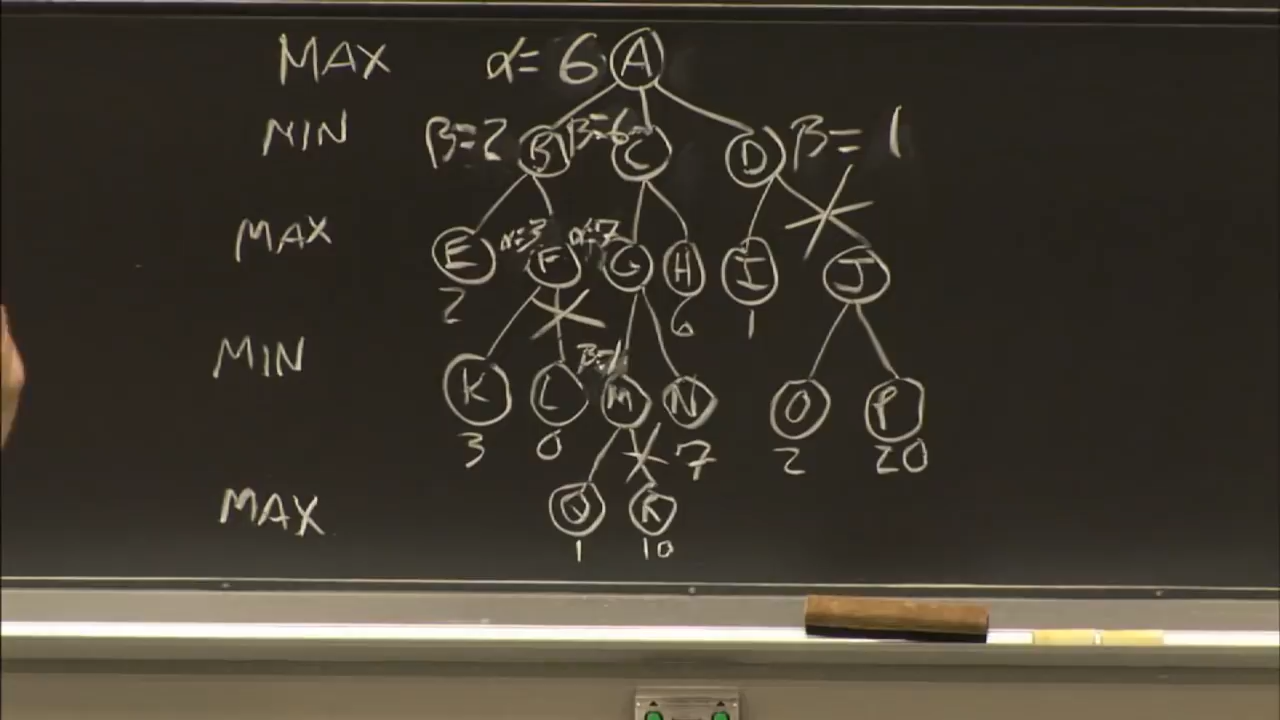 MAX α=6 A
MIN β=2 B β=6 C D β=1
MAX E α=3 F α=7 G H I J
2 6 1
MIN β=1
K L M N O P
3 0 7 2 20
MAX Q R
1 10